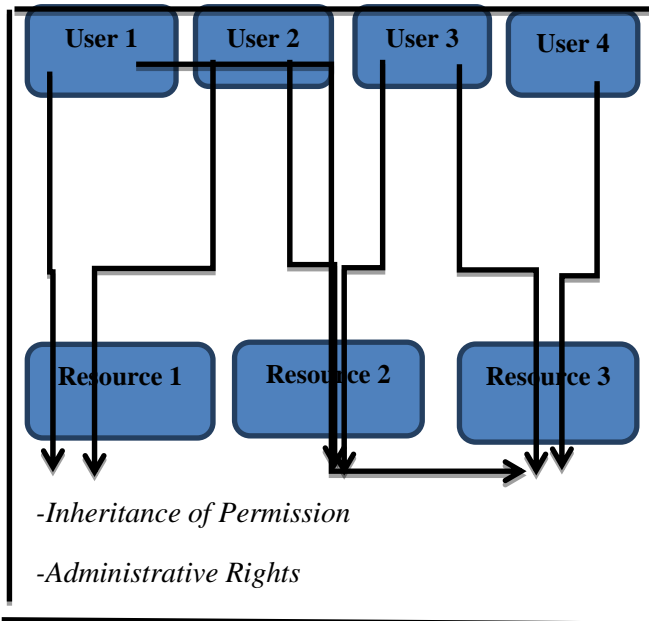 User 1 User 2 User 3 User 4
Resource 1 Resource 2 Resource 3
-Inheritance of Permission
-Administrative Rights